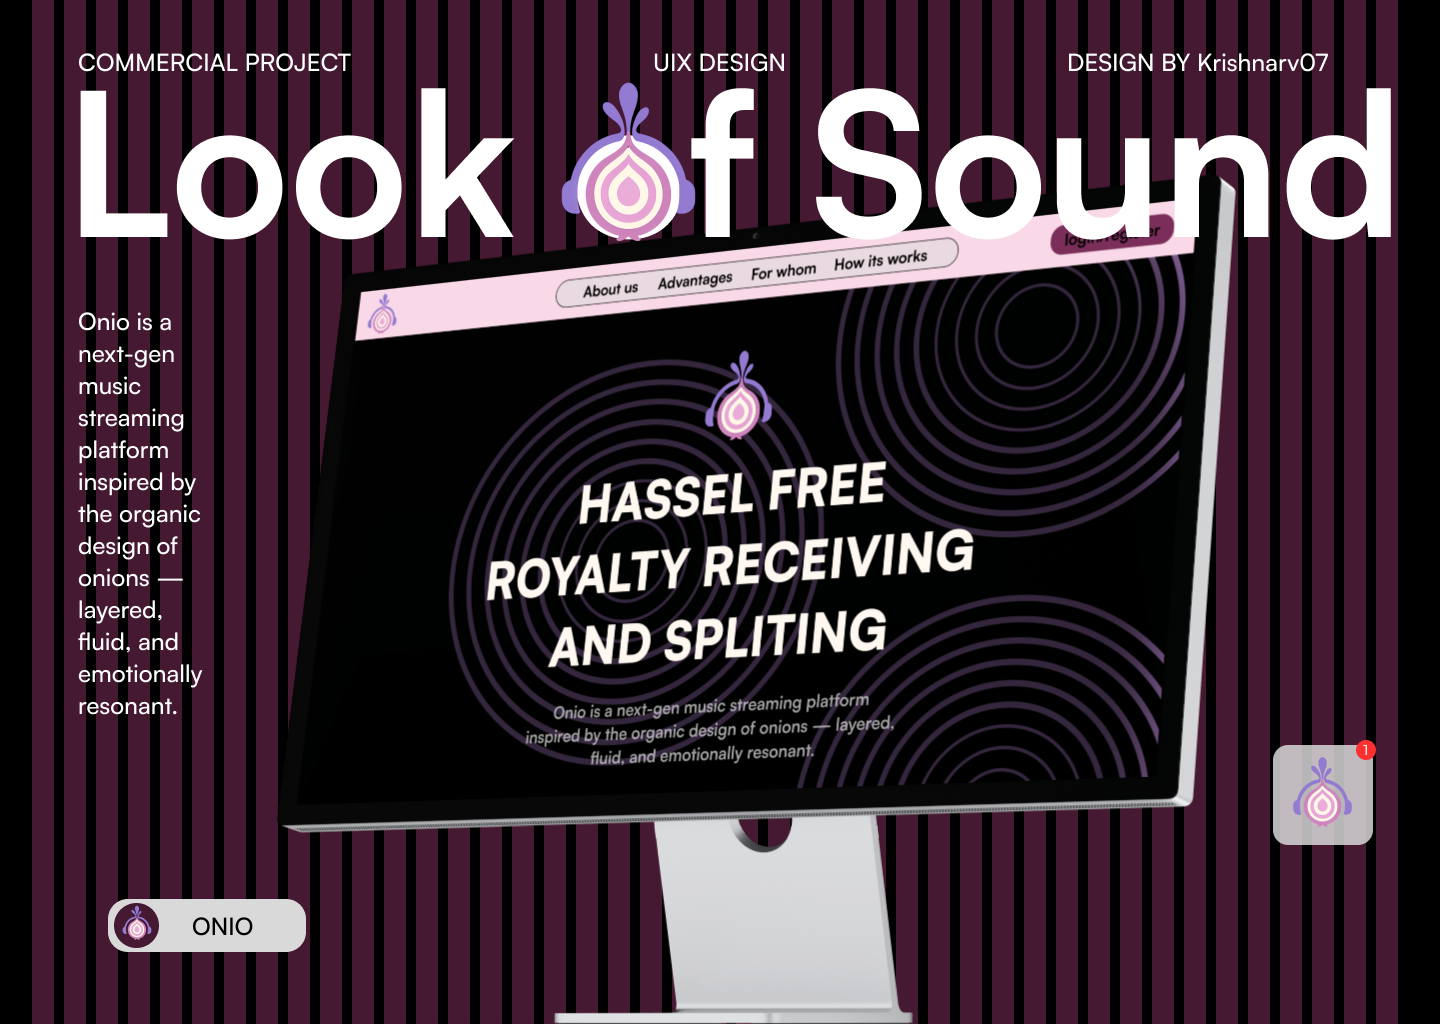 COMMERCIAL PROJECT
UIX DESIGN
DESIGN BY Krishnarv07
Look Of Sound
login/register
About us
Advantages
For whom
How its works
Onio is a
next-gen
music
streaming
platform
inspired by
the organic
design of
onions —
layered,
fluid, and
emotionally
resonant.
HASSEL FREE
ROYALTY RECEIVING
AND SPLITING
Onio is a next-gen music streaming platform
inspired by the organic design of onions — layered,
fluid, and emotionally resonant.
1
ONIO